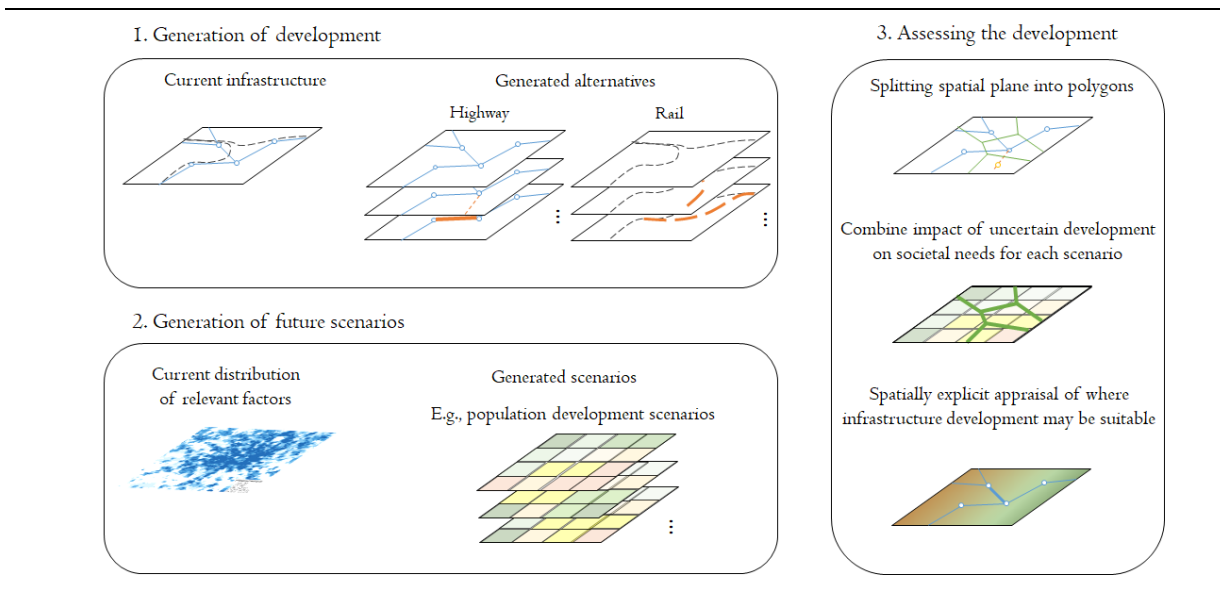 1. Generation of development
Current infrastructure
Generated alternatives
Highway
Rail
2. Generation of future scenarios
Current distribution
of relevant factors
Generated scenarios
E.g., population development scenarios
3. Assessing the development
Splitting spatial plane into polygons
Combine impact of uncertain development
on societal needs for each scenario
Spatially explicit appraisal of where
infrastructure development may be suitable